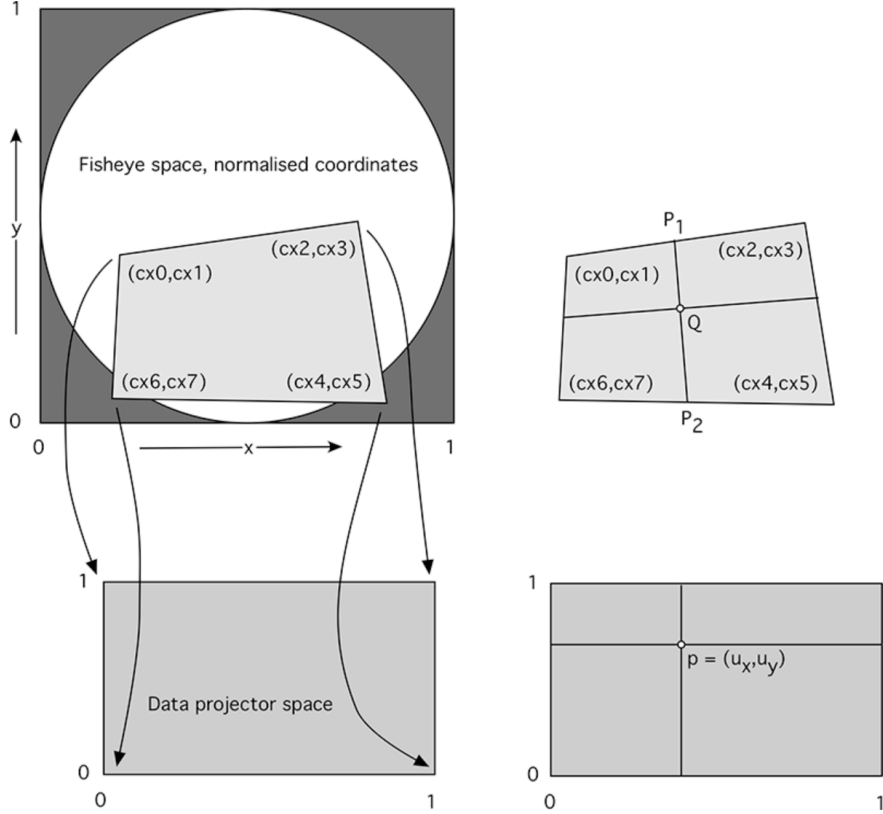 1
Fisheye space, normalised coordinates
y
(cx0,cx1)
(cx2,cx3)
(cx6,cx7)
(cx4,cx5)
0
0
x
1
P1
(cx0,cx1)
(cx2,cx3)
Q
(cx6,cx7)
(cx4,cx5)
P2
1
Data projector space
0
0
1
1
p = (ux,uy)
0
0
1